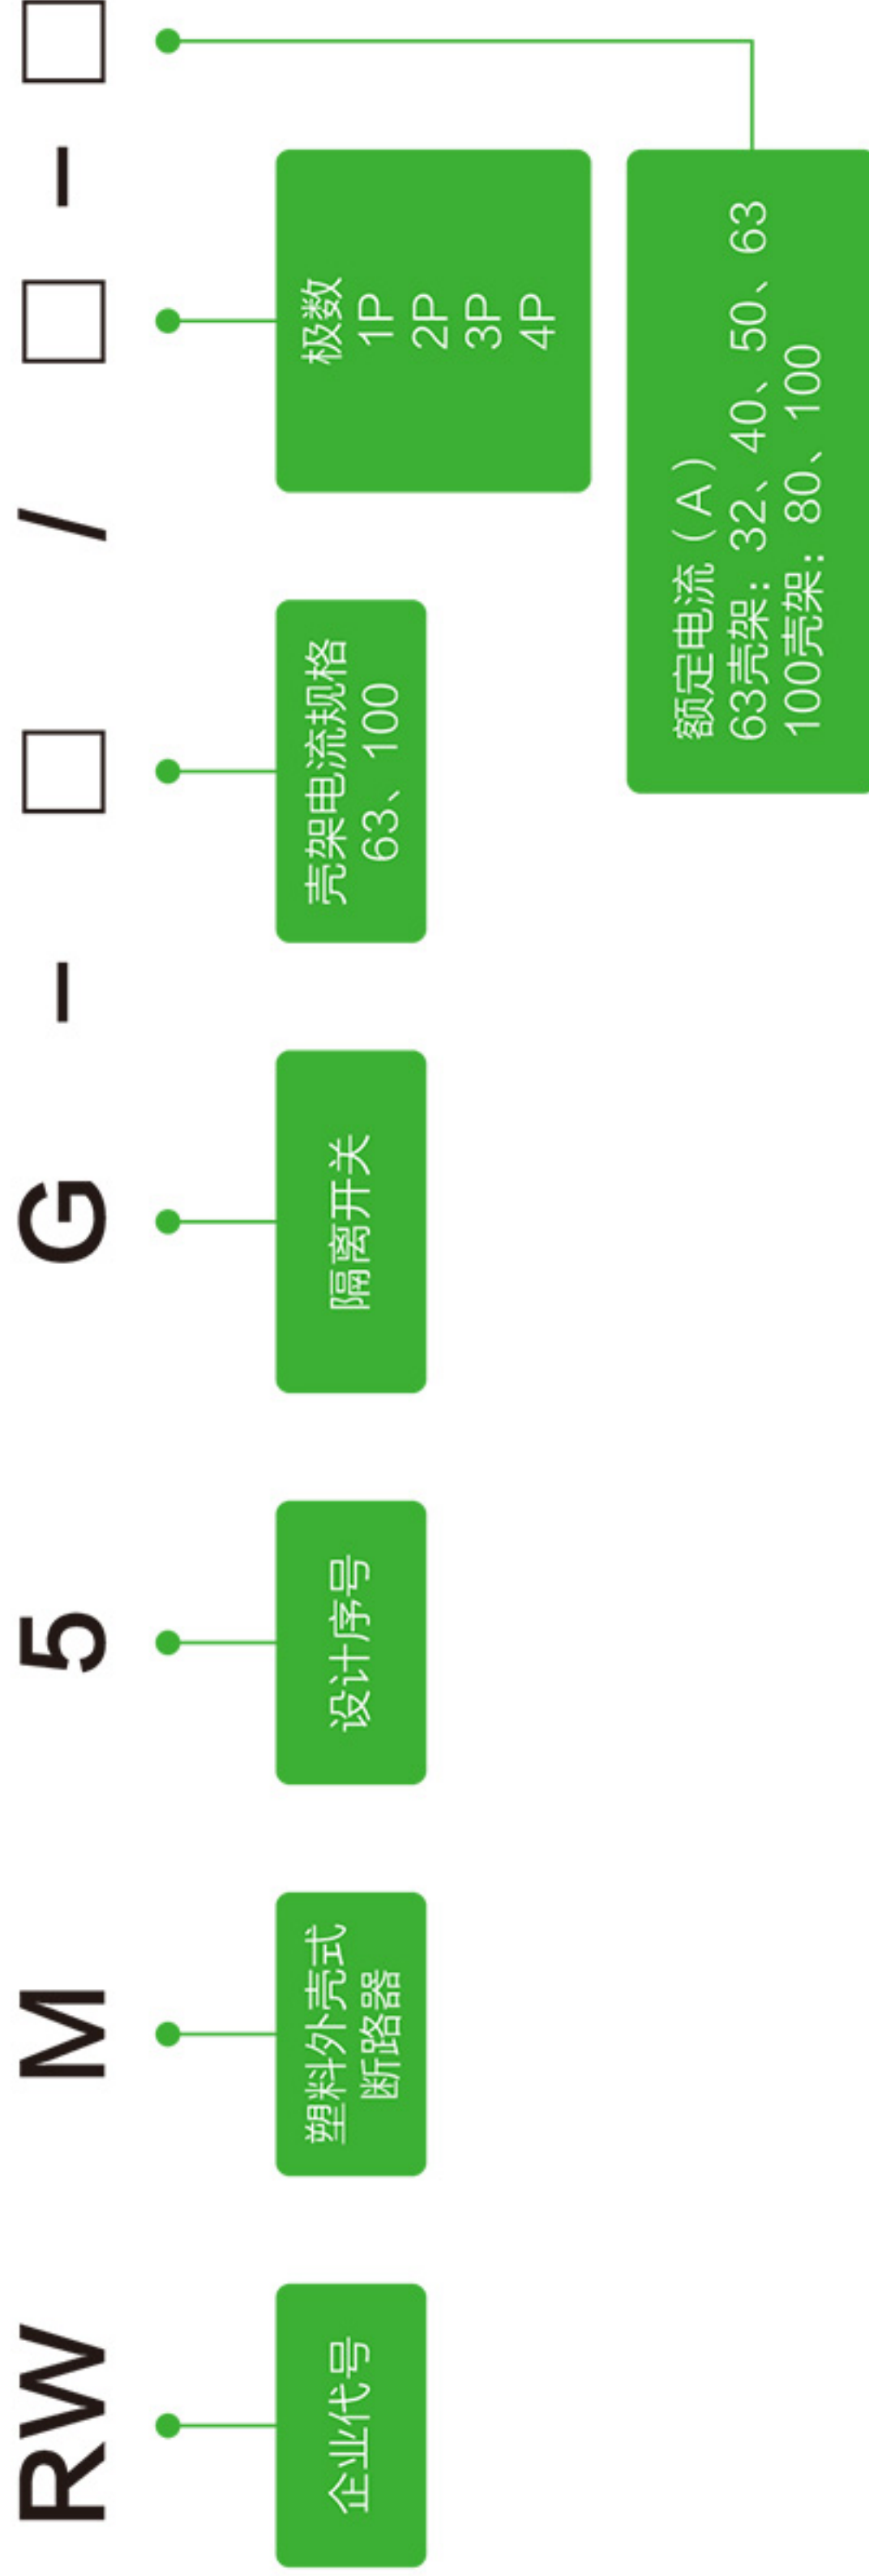 RW M 5 G - □ / □ - □
企业代号
塑料外壳式
断路器
设计序号
隔离开关
壳架电流规格
63、100
极数
1P
2P
3P
4P
额定电流（A）
63壳架：32、40、50、63
100壳架：80、100